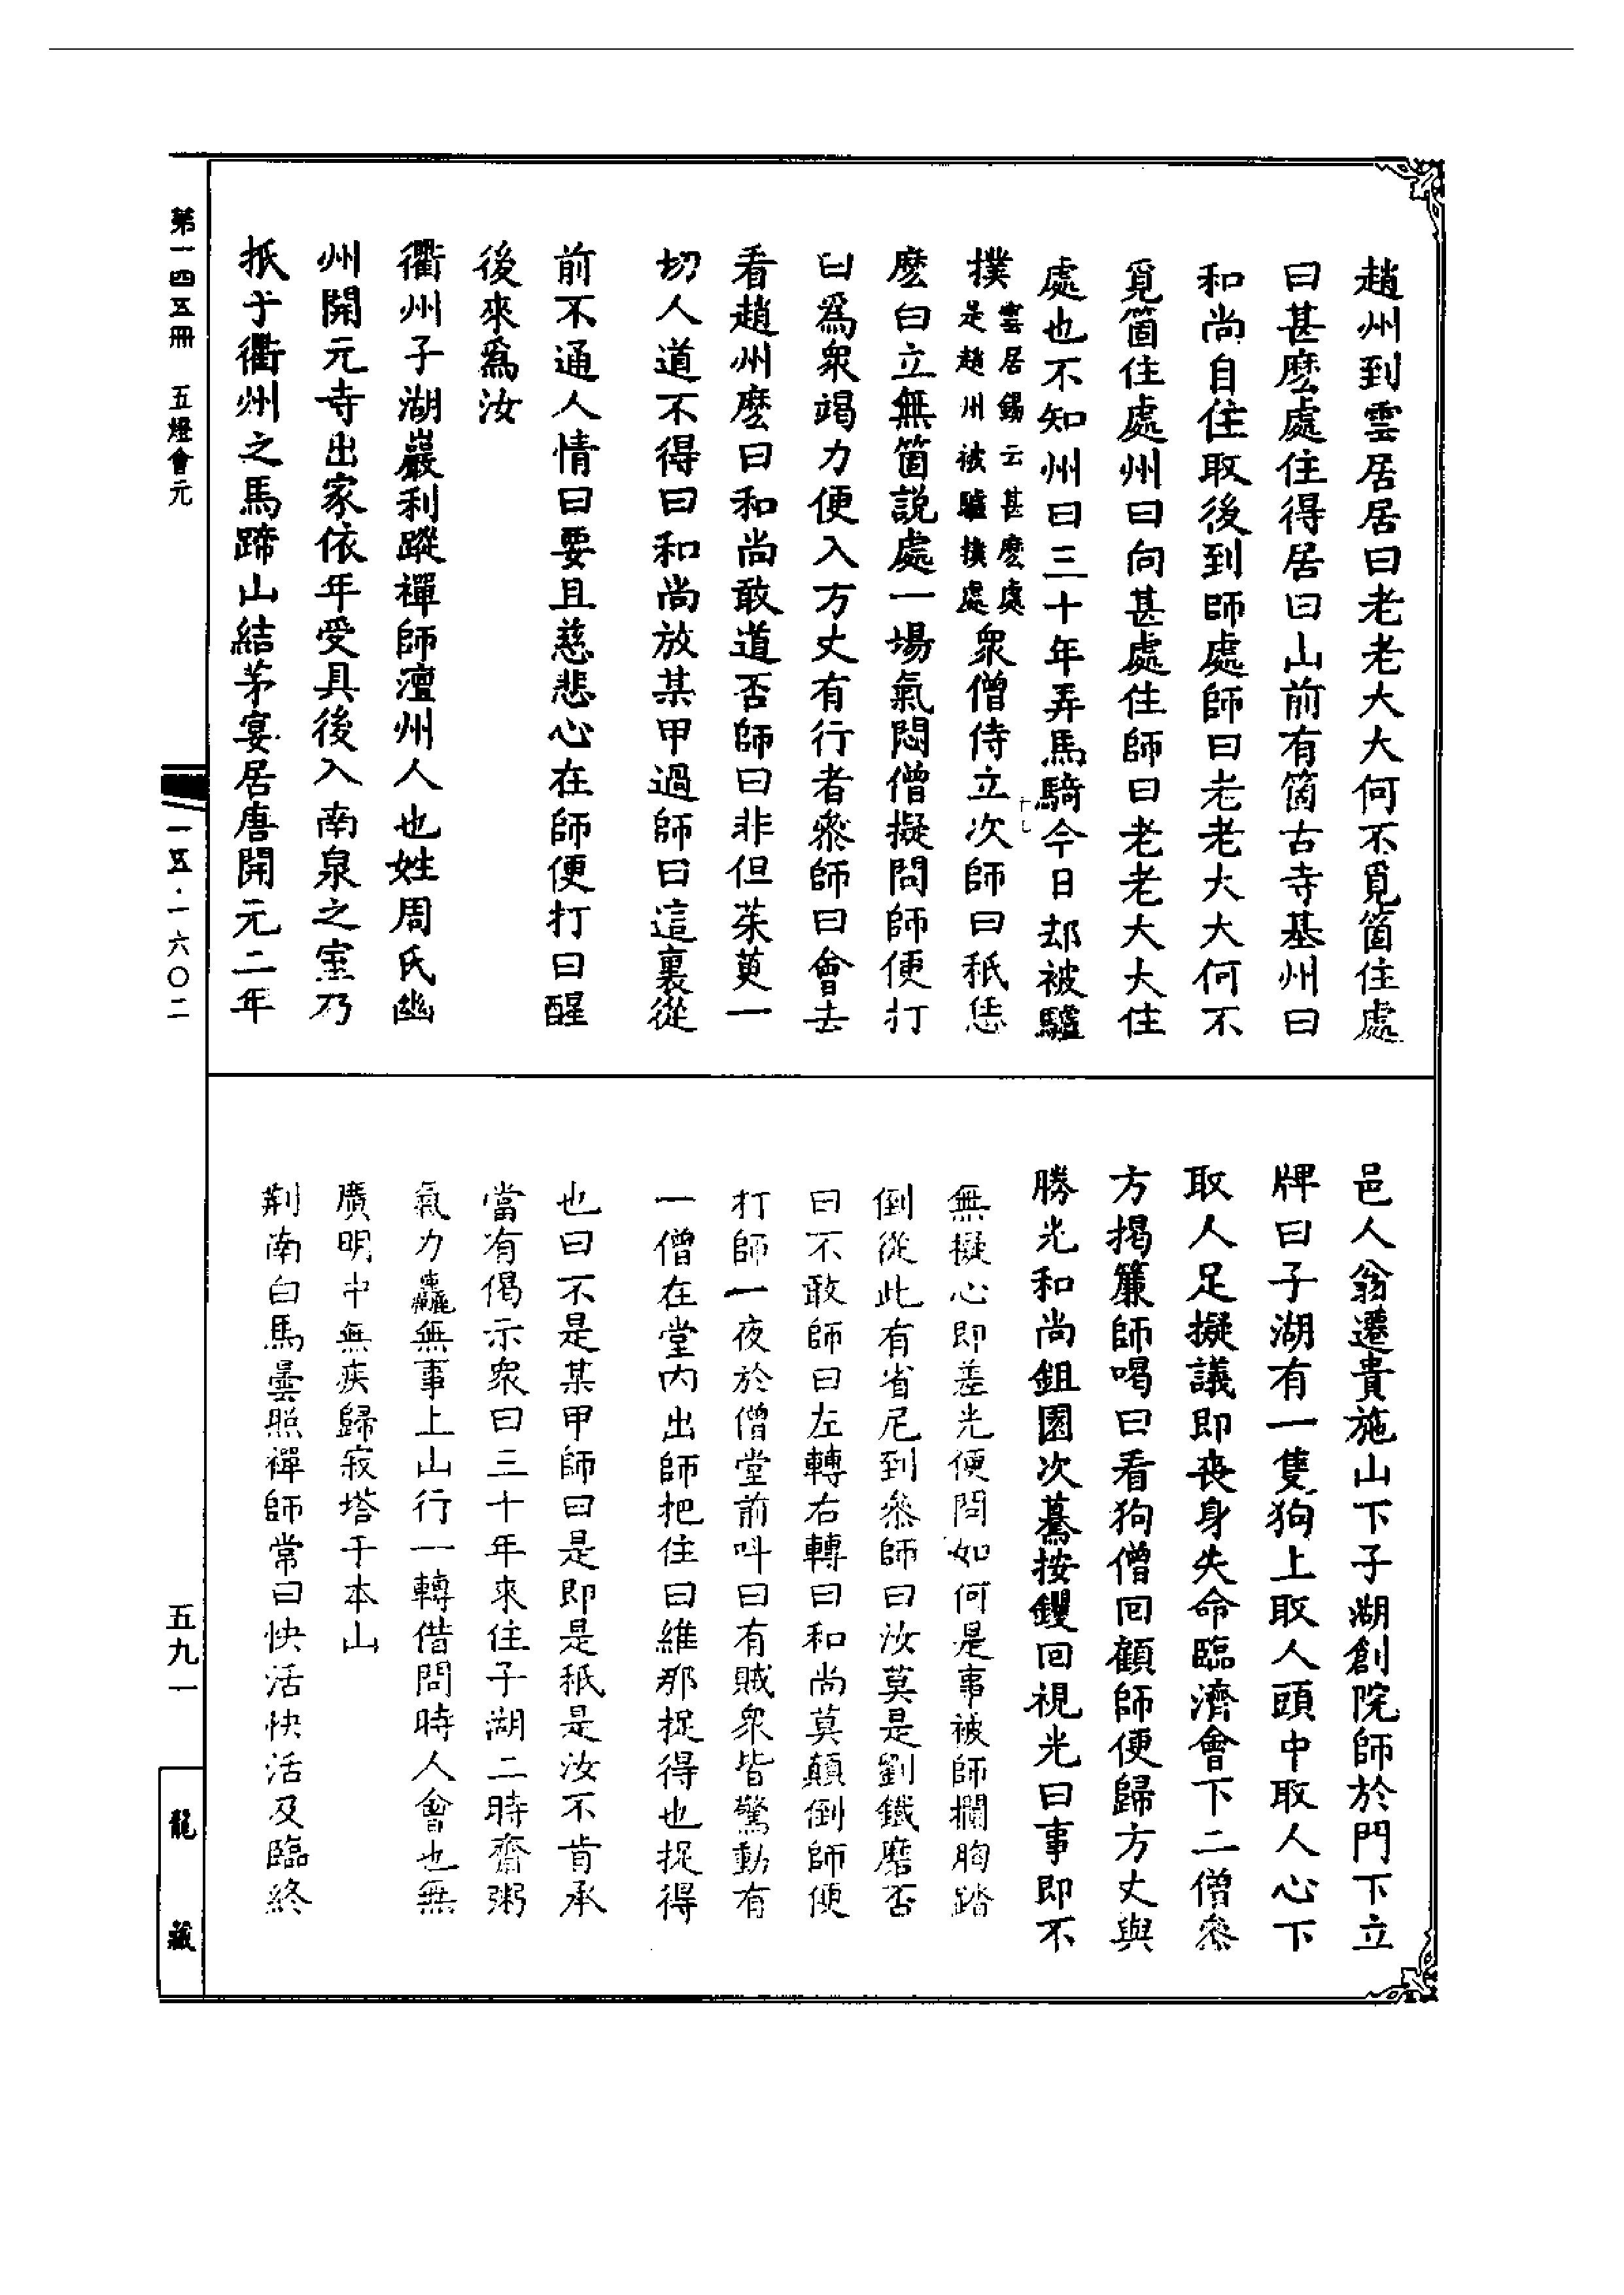 趙州到雲居居曰老老大大何不覓箇住處
曰甚麽處住得居曰山前有箇古寺基州曰
和尚自住取後到師處師曰老老大大何不
覓箇住處州曰向甚處住師曰老老大大住
處也不知州曰三十年弄馬騎今日却被驢
撲雲居錫云甚麽處是趙州被驢撲處衆僧侍立次師曰秖恁
麽白立無箇説處一場氣悶僧擬問師便打
曰爲衆竭力便入方丈有行者叅師曰會去
看趙州麽曰和尚敢道否師曰非但茱萸一
切人道不得曰和尚放某甲過師曰這裏從
前不通人情曰要且慈悲心在師便打曰醒
後來爲汝
衢州子湖巖利蹤禪師澶州人也姓周氏幽
州開元寺出家依年受具後入南泉之室乃
抵于衢州之馬蹄山結茅宴居唐開元二年
邑人翁遷貴施山下子湖創院師於門下立
牌曰子湖有一隻狗上取人頭中取人心下
取人足擬議即喪身失命臨濟會下二僧叅
方揭簾師喝曰看狗僧回顧師便歸方丈與
勝光和尚鉏園次驀按钁回視光曰事即不
無擬心即差光便問如何是事被師攔胸踏
倒從此有省尼到叅師曰汝莫是劉鐵磨否
曰不敢師曰左轉右轉曰和尚莫顛倒師便
打師一夜於僧堂前呌曰有賊衆皆驚動有
一僧在堂内出師把住曰維那捉得也捉得
也曰不是某甲師曰是即是秖是汝不肯承
當有偈示衆曰三十年來住子湖二時齋粥
氣力麤無事上山行一轉借問時人會也無
廣明中無疾歸寂塔于本山
荆南白馬曇照禪師常曰快活快活及臨終
第一四五冊　五燈會元
一五·一六〇二
五九一
龍藏